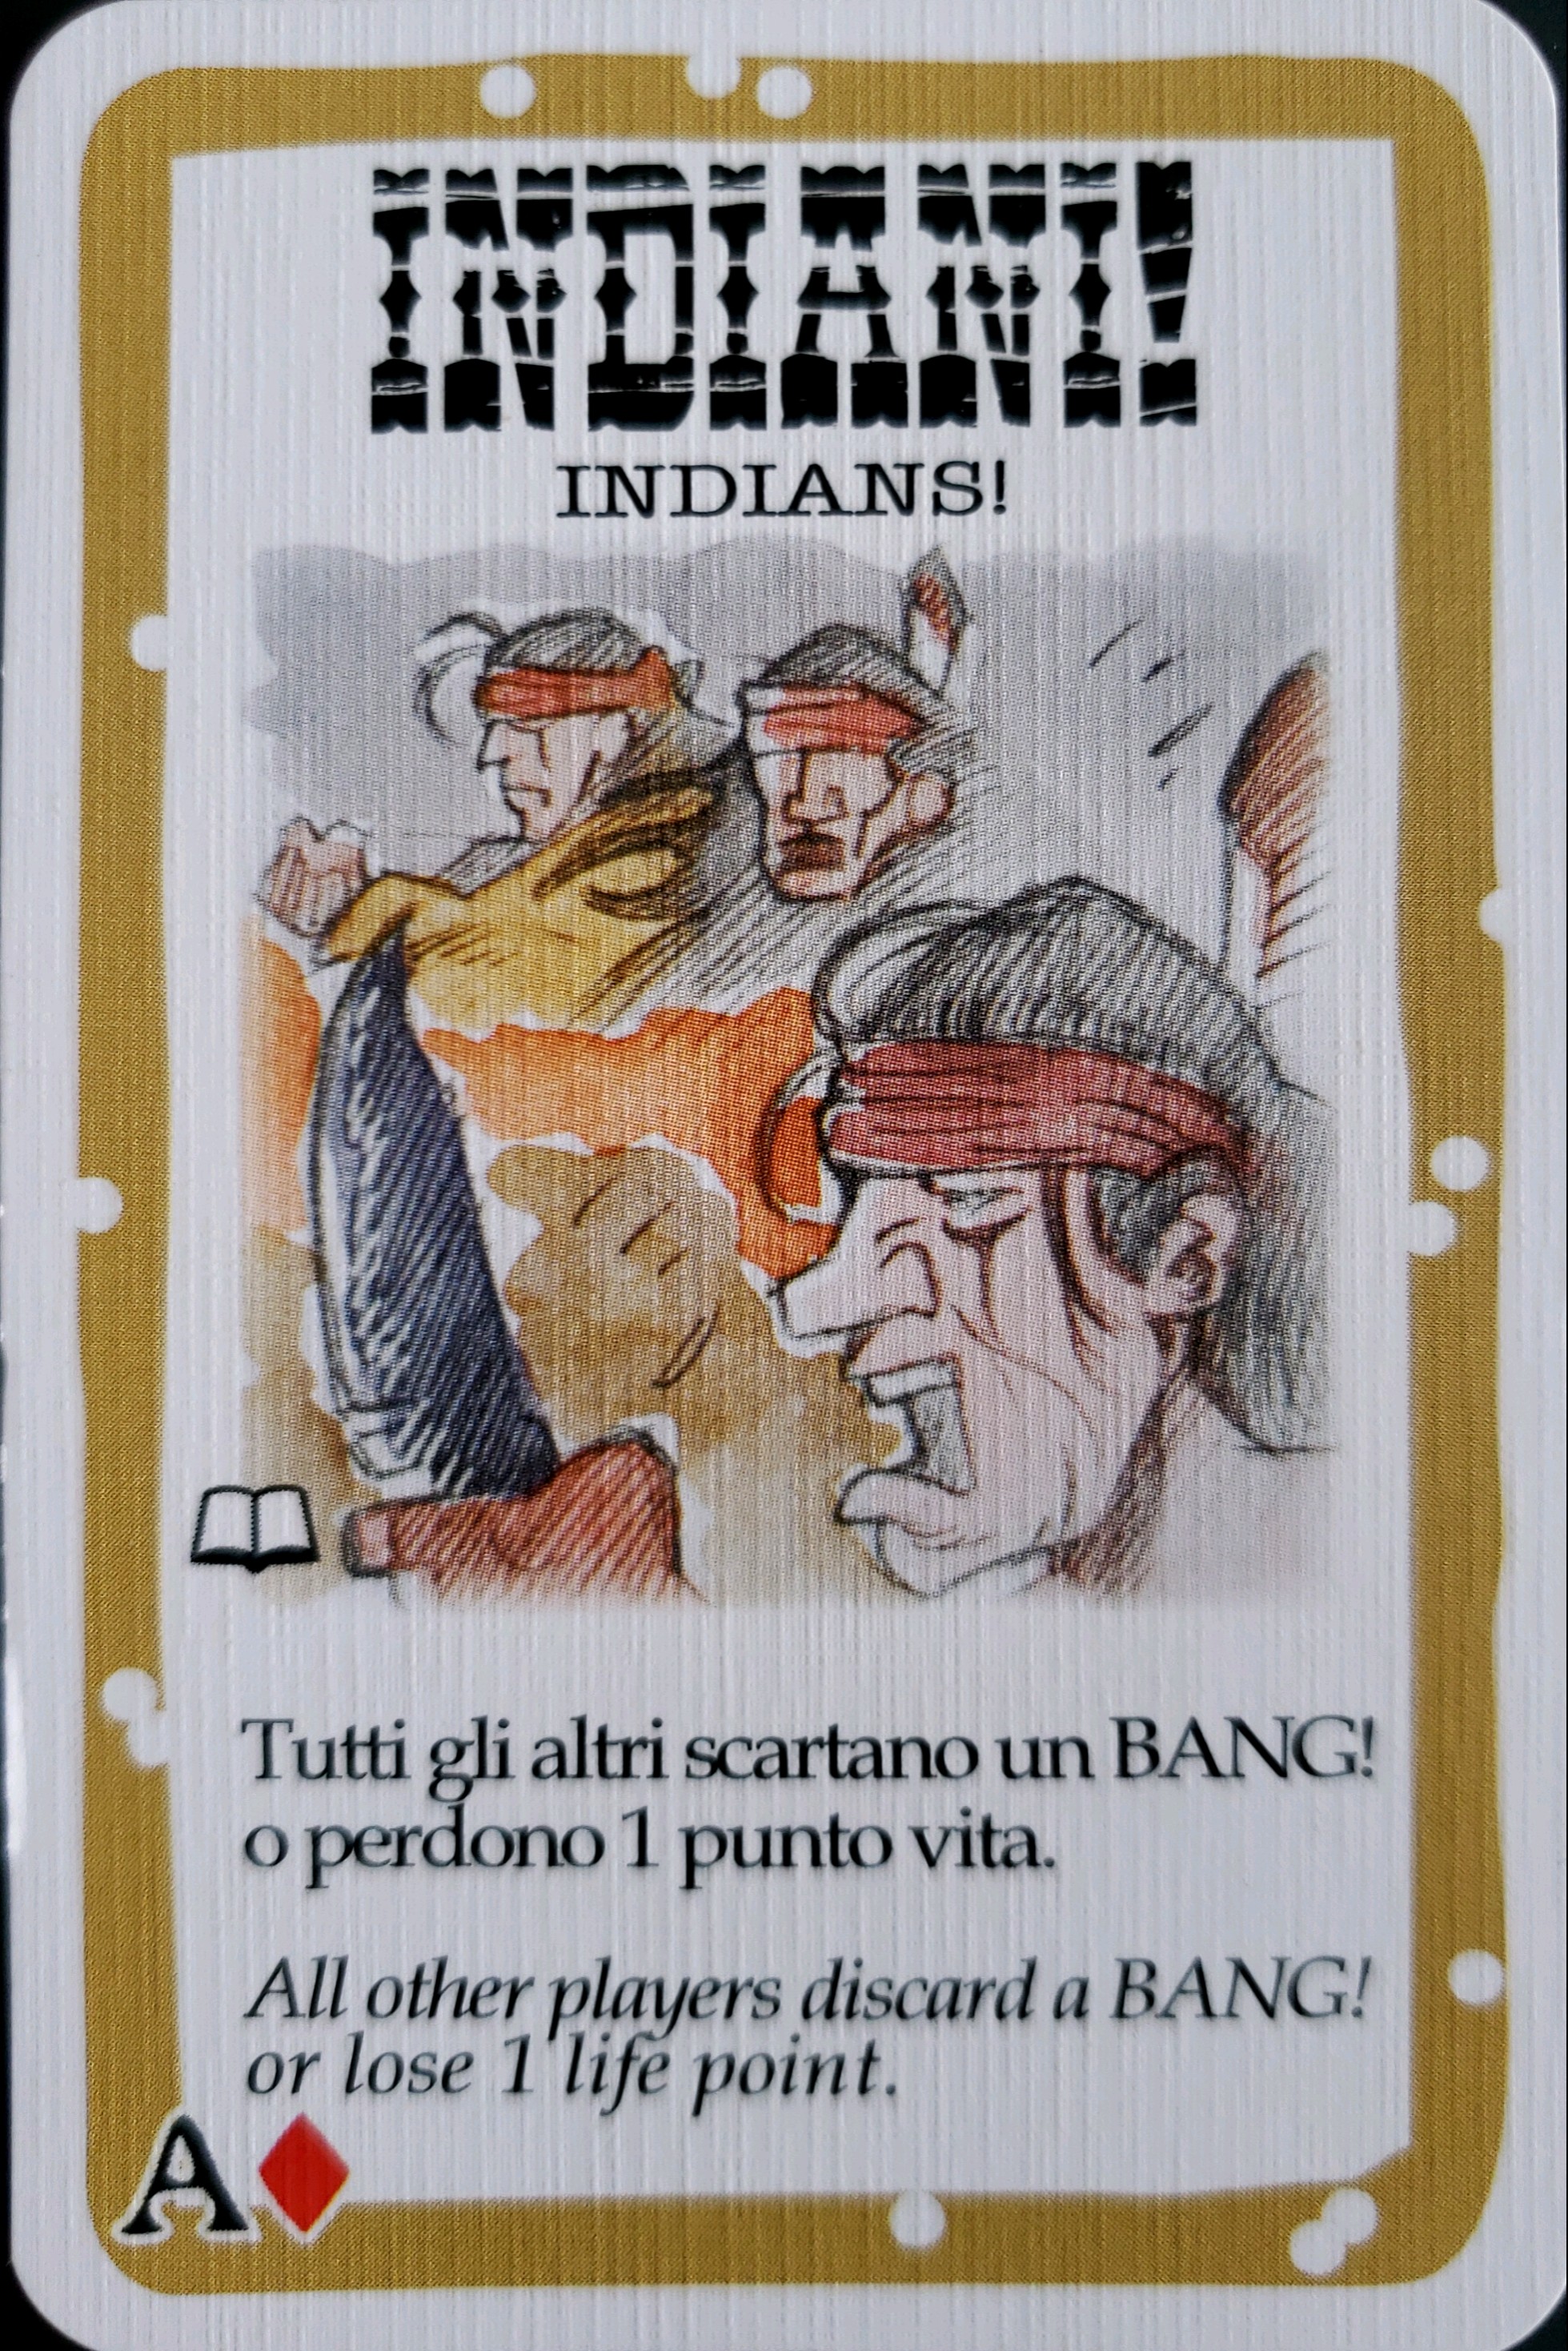 INDIANI!
INDIANS!
Tutti gli altri scartano un BANG!
o perdono 1 punto vita.
All other players discard a BANG!
or lose 1 life point.
A♦